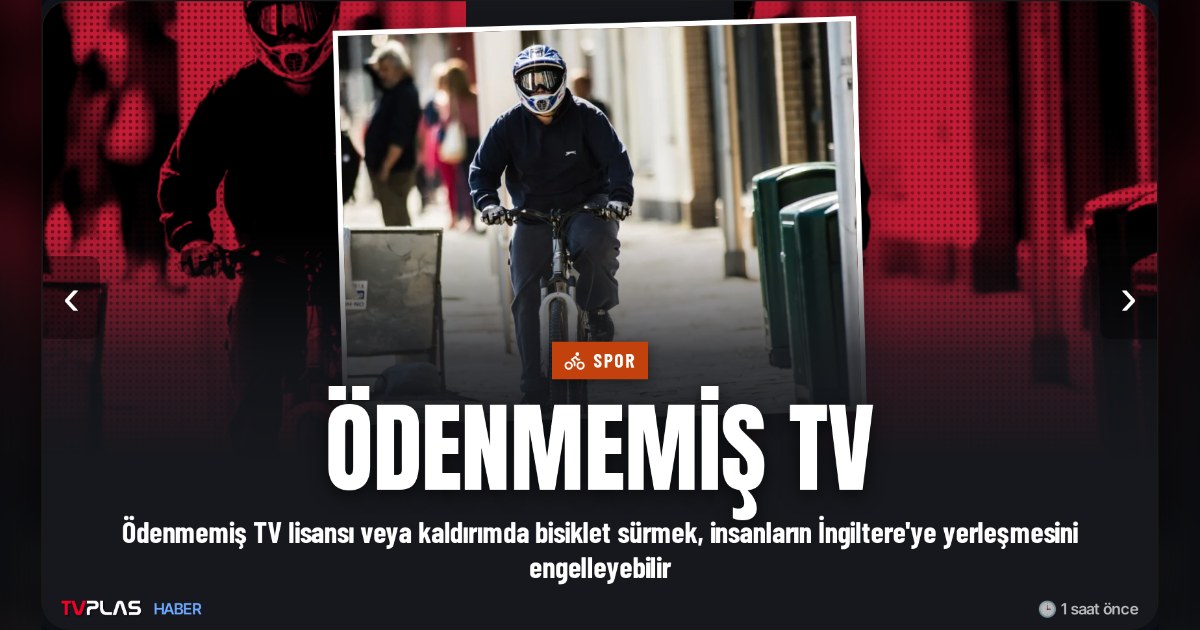 SPOR
ÖDENMEMİŞ TV
Ödenmemiş TV lisansı veya kaldırımda bisiklet sürmek, insanların İngiltere'ye yerleşmesini
engelleyebilir
TVPLAS HABER
1 saat önce